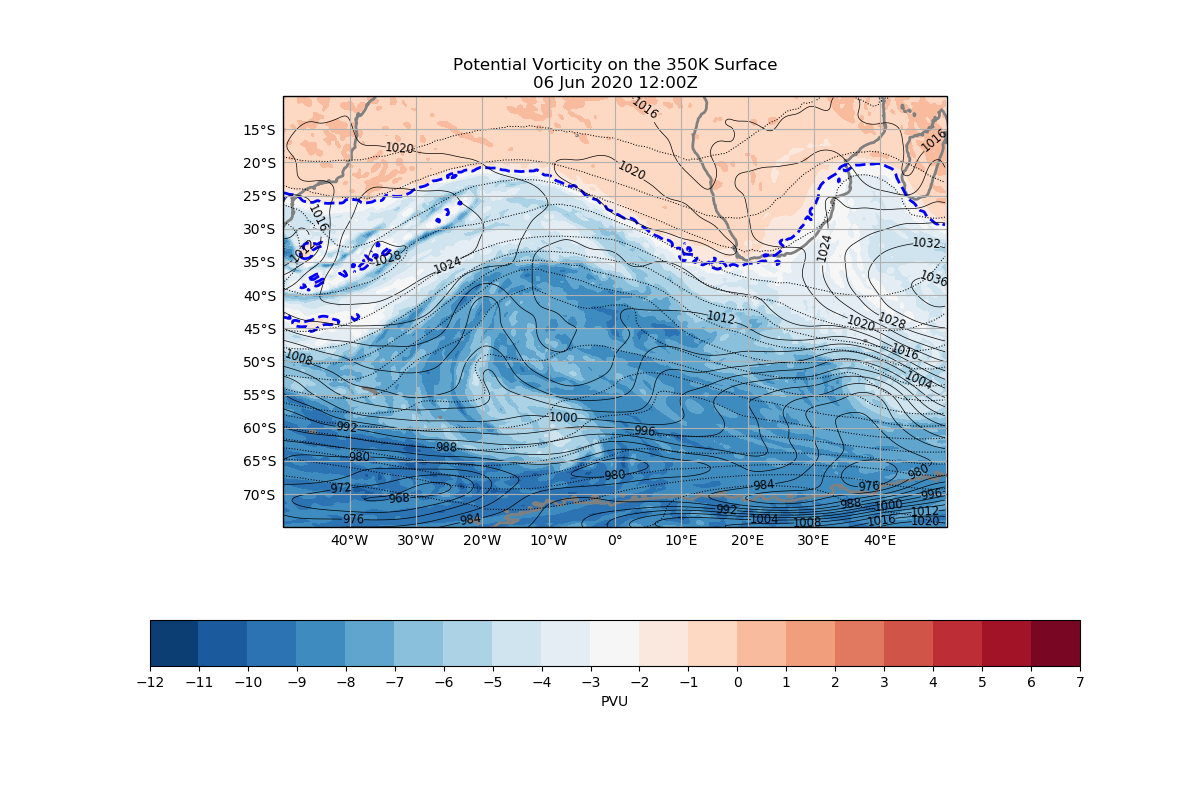 Potential Vorticity on the 350K Surface
06 Jun 2020 12:00Z
1016
15°S
1020
1016
20°S
1020
25°S
1016
30°S
1012
1028
1024
1024
1032
35°S
1036
40°S
1012
1020
1028
45°S
1008
1016
50°S
1004
55°S
1000
992
996
60°S
988
980
65°S
980
984
976
980
972
968
70°S
992
988
1000
996
1012
976
984
1004
1008
1016
1020
40°W 30°W 20°W 10°W 0° 10°E 20°E 30°E 40°E
−12 −11 −10 −9 −8 −7 −6 −5 −4 −3 −2 −1 0 1 2 3 4 5 6 7
PVU